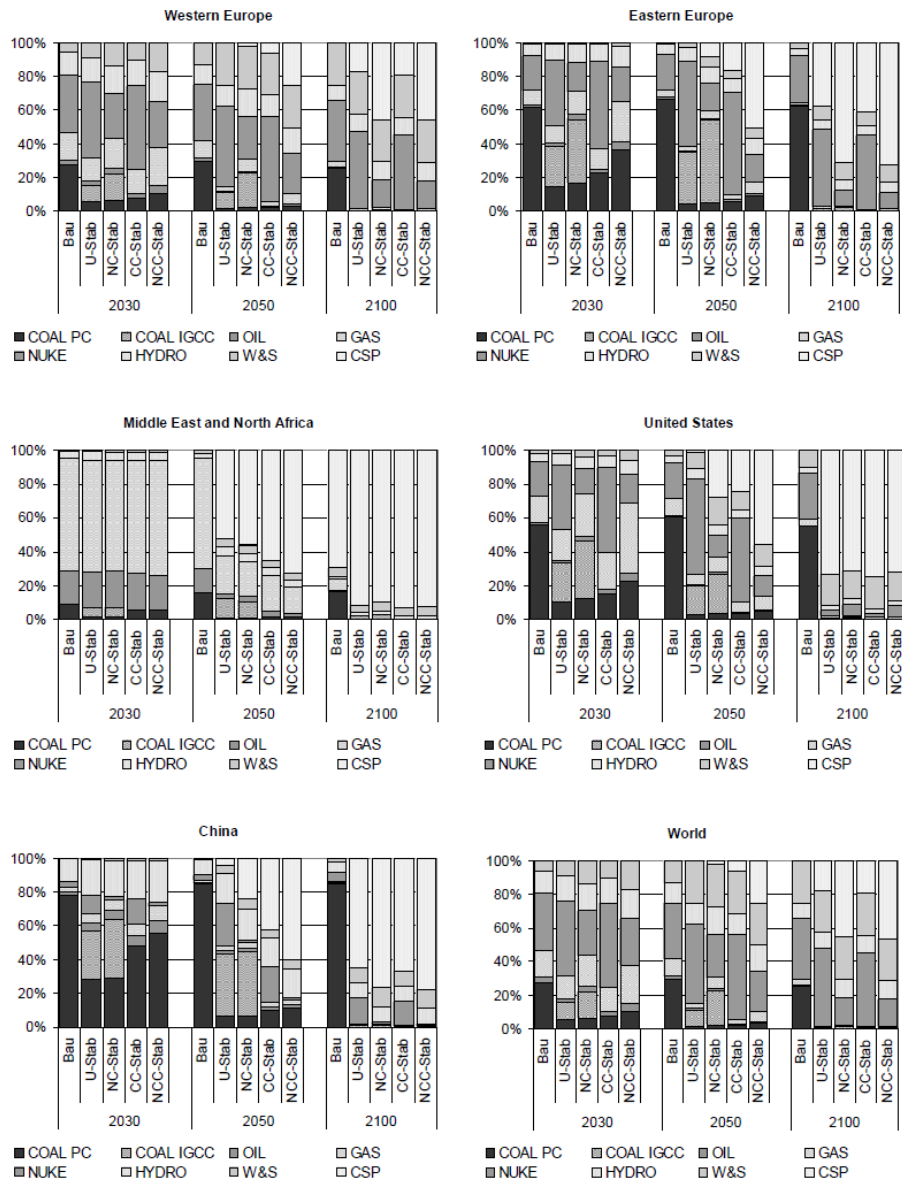 Western Europe
100%
80%
60%
40%
20%
0%
Bau
U-Stab
NC-Stab
CC-Stab
NCC-Stab
Bau
U-Stab
NC-Stab
CC-Stab
NCC-Stab
Bau
U-Stab
NC-Stab
CC-Stab
NCC-Stab
2030 2050 2100
COAL PC COAL IGCC OIL GAS
NUKE HYDRO W&S CSP
Eastern Europe
100%
80%
60%
40%
20%
0%
Bau
U-Stab
NC-Stab
CC-Stab
NCC-Stab
Bau
U-Stab
NC-Stab
CC-Stab
NCC-Stab
Bau
U-Stab
NC-Stab
CC-Stab
NCC-Stab
2030 2050 2100
COAL PC COAL IGCC OIL GAS
NUKE HYDRO W&S CSP
Middle East and North Africa
100%
80%
60%
40%
20%
0%
Bau
U-Stab
NC-Stab
CC-Stab
NCC-Stab
Bau
U-Stab
NC-Stab
CC-Stab
NCC-Stab
Bau
U-Stab
NC-Stab
CC-Stab
NCC-Stab
2030 2050 2100
COAL PC COAL IGCC OIL GAS
NUKE HYDRO W&S CSP
United States
100%
80%
60%
40%
20%
0%
Bau
U-Stab
NC-Stab
CC-Stab
NCC-Stab
Bau
U-Stab
NC-Stab
CC-Stab
NCC-Stab
Bau
U-Stab
NC-Stab
CC-Stab
NCC-Stab
2030 2050 2100
COAL PC COAL IGCC OIL GAS
NUKE HYDRO W&S CSP
China
100%
80%
60%
40%
20%
0%
Bau
U-Stab
NC-Stab
CC-Stab
NCC-Stab
Bau
U-Stab
NC-Stab
CC-Stab
NCC-Stab
Bau
U-Stab
NC-Stab
CC-Stab
NCC-Stab
2030 2050 2100
COAL PC COAL IGCC OIL GAS
NUKE HYDRO W&S CSP
World
100%
80%
60%
40%
20%
0%
Bau
U-Stab
NC-Stab
CC-Stab
NCC-Stab
Bau
U-Stab
NC-Stab
CC-Stab
NCC-Stab
Bau
U-Stab
NC-Stab
CC-Stab
NCC-Stab
2030 2050 2100
COAL PC COAL IGCC OIL GAS
NUKE HYDRO W&S CSP